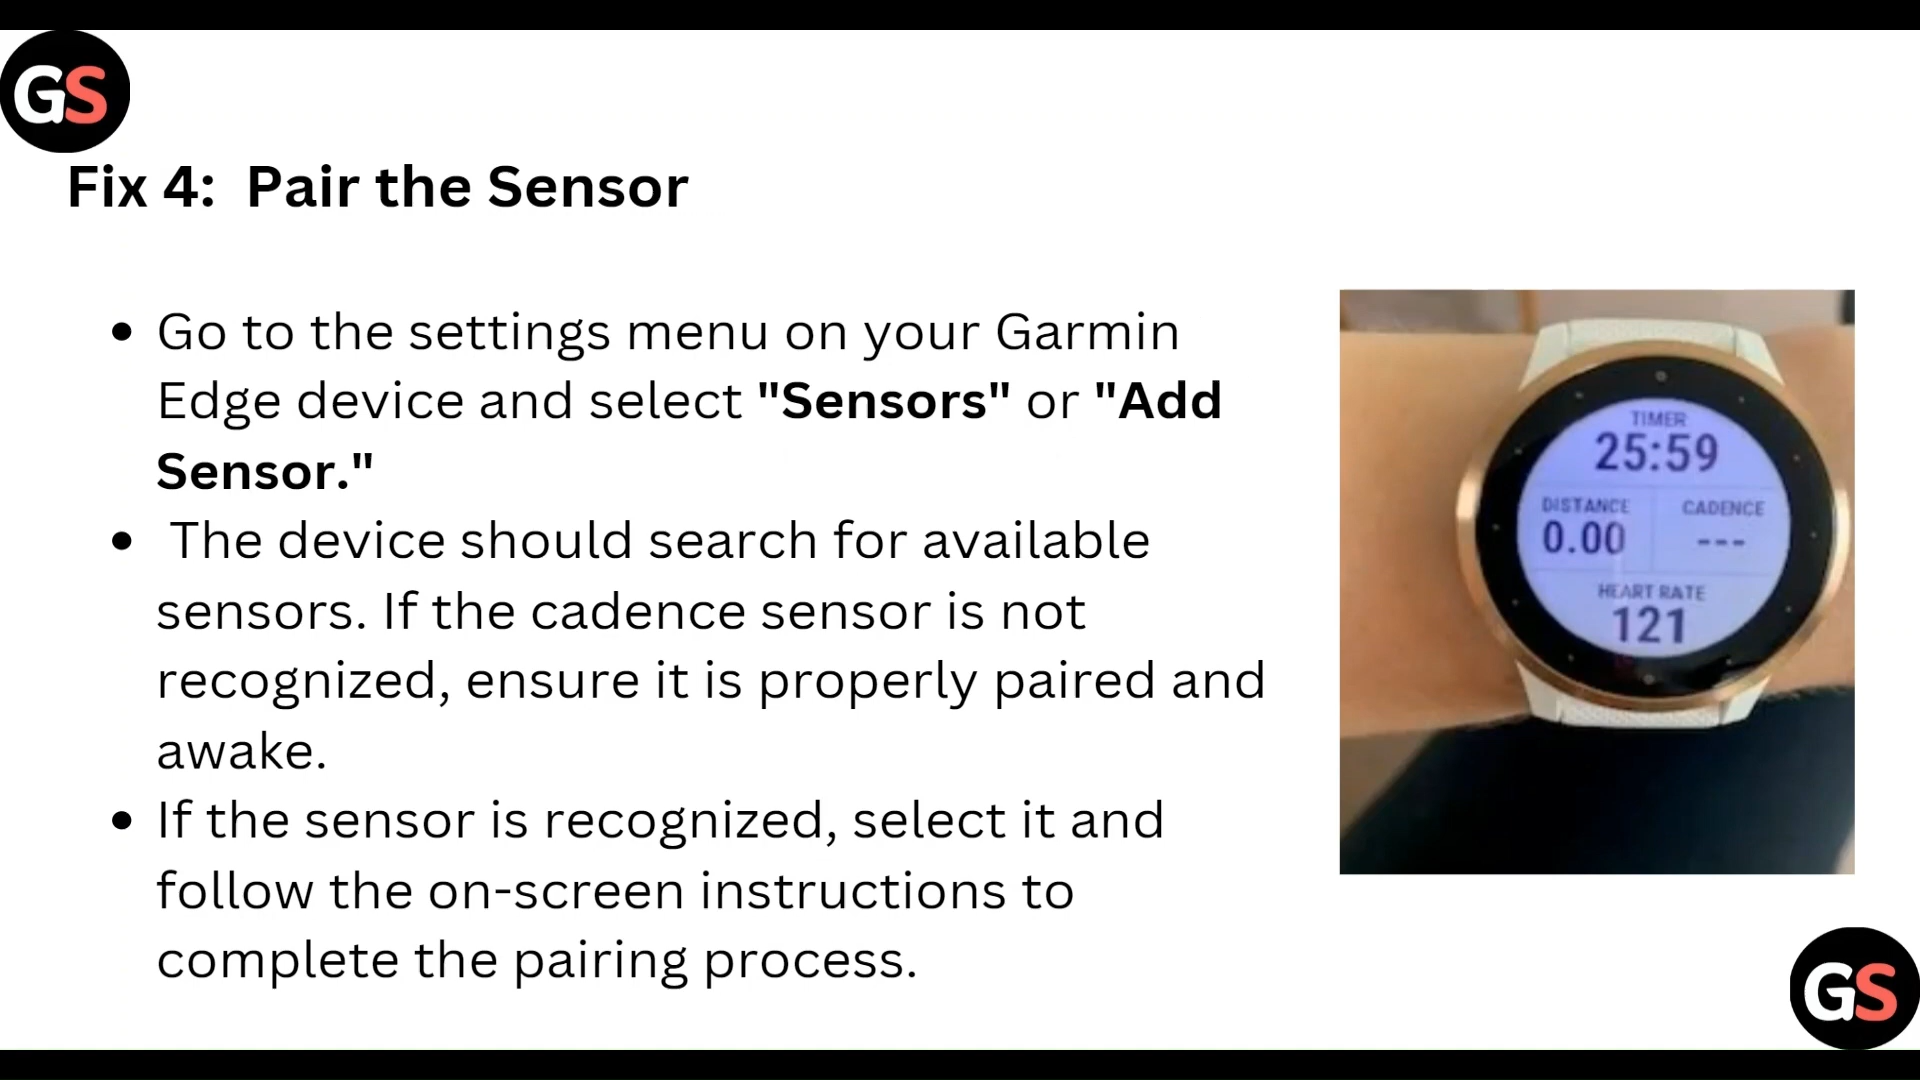 GS
Fix 4: Pair the Sensor
• Go to the settings menu on your Garmin
Edge device and select "Sensors" or "Add
Sensor."
• The device should search for available
sensors. If the cadence sensor is not
recognized, ensure it is properly paired and
awake.
• If the sensor is recognized, select it and
follow the on-screen instructions to
complete the pairing process.
TIMER
25:59
DISTANCE CADENCE
0.00 ---
HEART RATE
121
GS